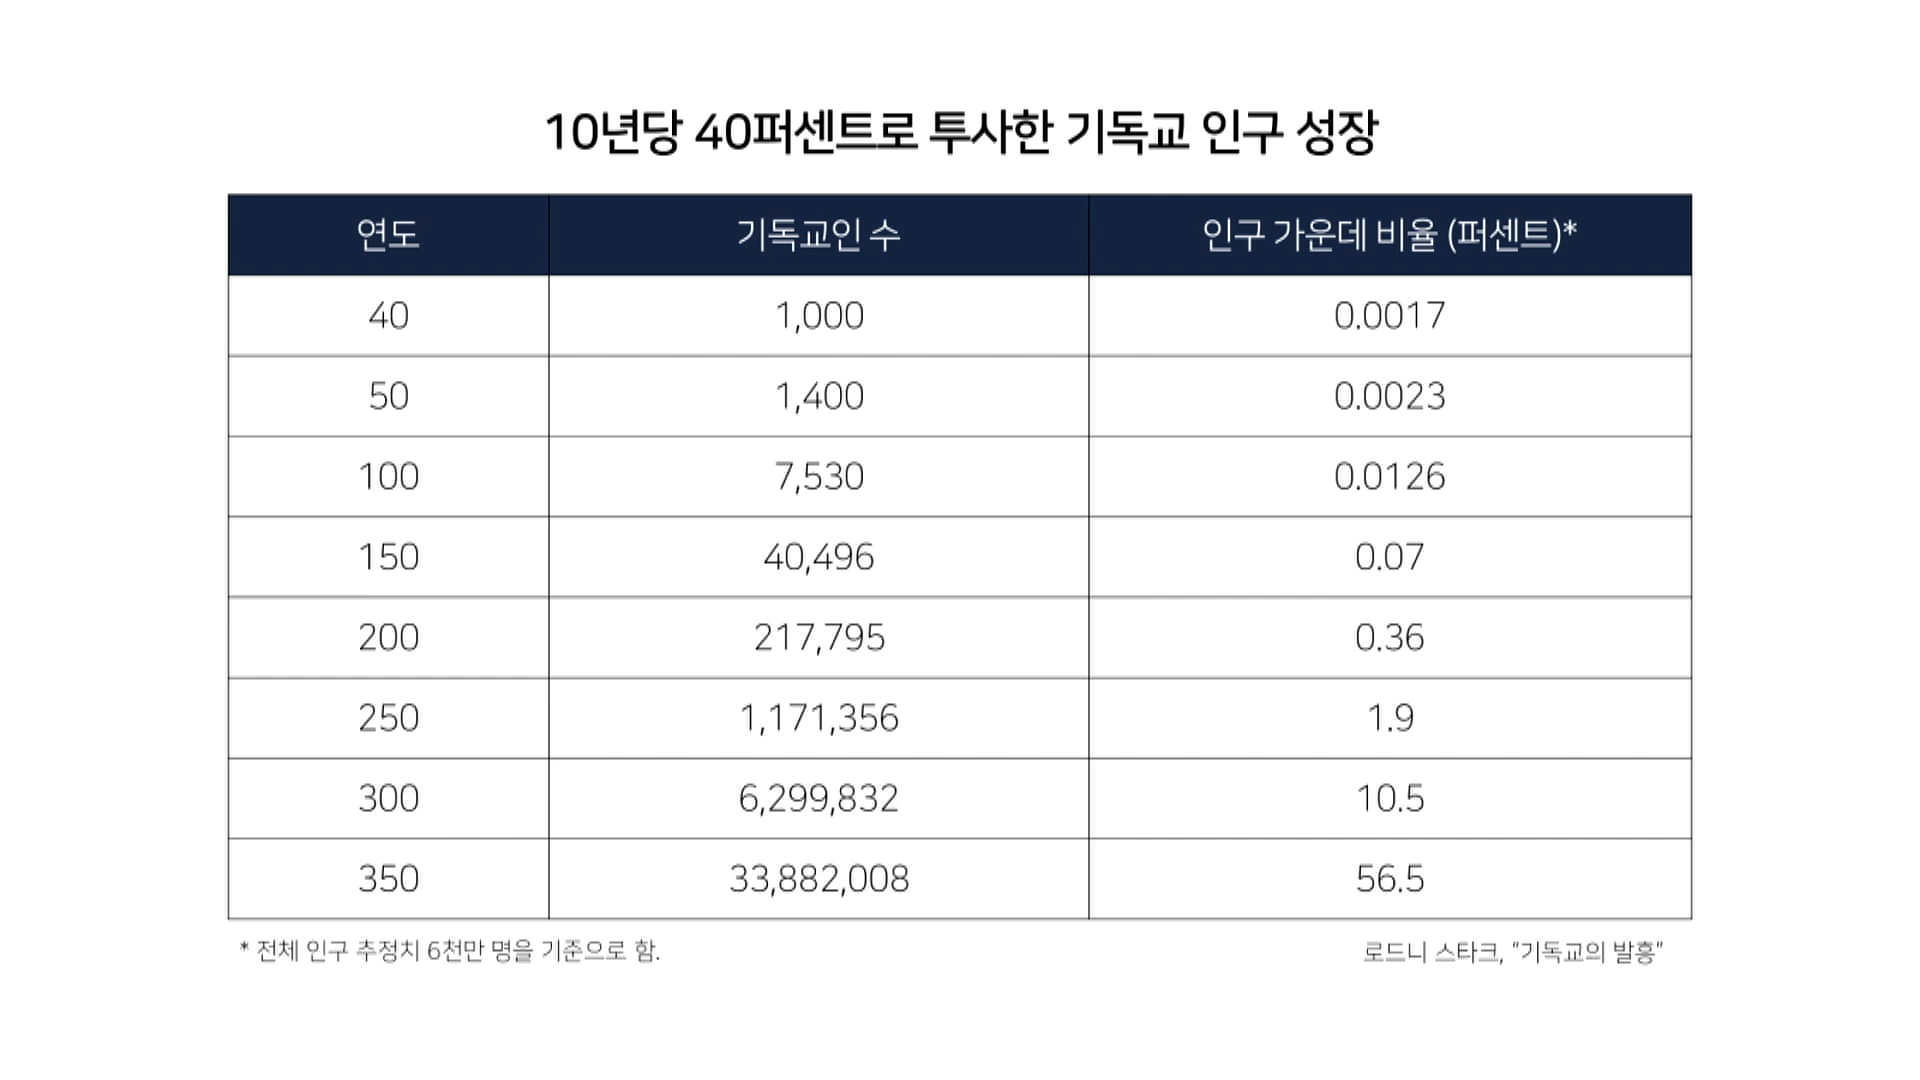 10년당 40퍼센트로 투사한 기독교 인구 성장
연도 기독교인 수 인구 가운데 비율 (퍼센트)*
40 1,000 0.0017
50 1,400 0.0023
100 7,530 0.0126
150 40,496 0.07
200 217,795 0.36
250 1,171,356 1.9
300 6,299,832 10.5
350 33,882,008 56.5
* 전체 인구 추정치 6천만 명을 기준으로 함. 로드니 스타크, “기독교의 발흥”